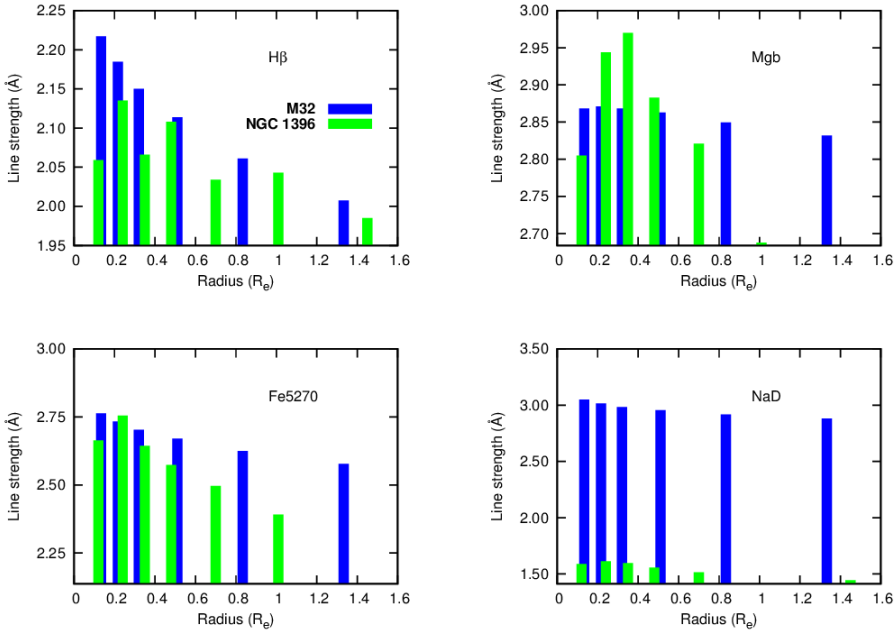 2.25
2.20
2.15
2.10
2.05
2.00
1.95
Line strength (Å)
Hβ
M32
NGC 1396
0 0.2 0.4 0.6 0.8 1 1.2 1.4 1.6
Radius (Re)
3.00
2.95
2.90
2.85
2.80
2.75
2.70
Line strength (Å)
Mgb
0 0.2 0.4 0.6 0.8 1 1.2 1.4 1.6
Radius (Re)
3.00
2.75
2.50
2.25
Line strength (Å)
Fe5270
0 0.2 0.4 0.6 0.8 1 1.2 1.4 1.6
Radius (Re)
3.50
3.00
2.50
2.00
1.50
Line strength (Å)
NaD
0 0.2 0.4 0.6 0.8 1 1.2 1.4 1.6
Radius (Re)